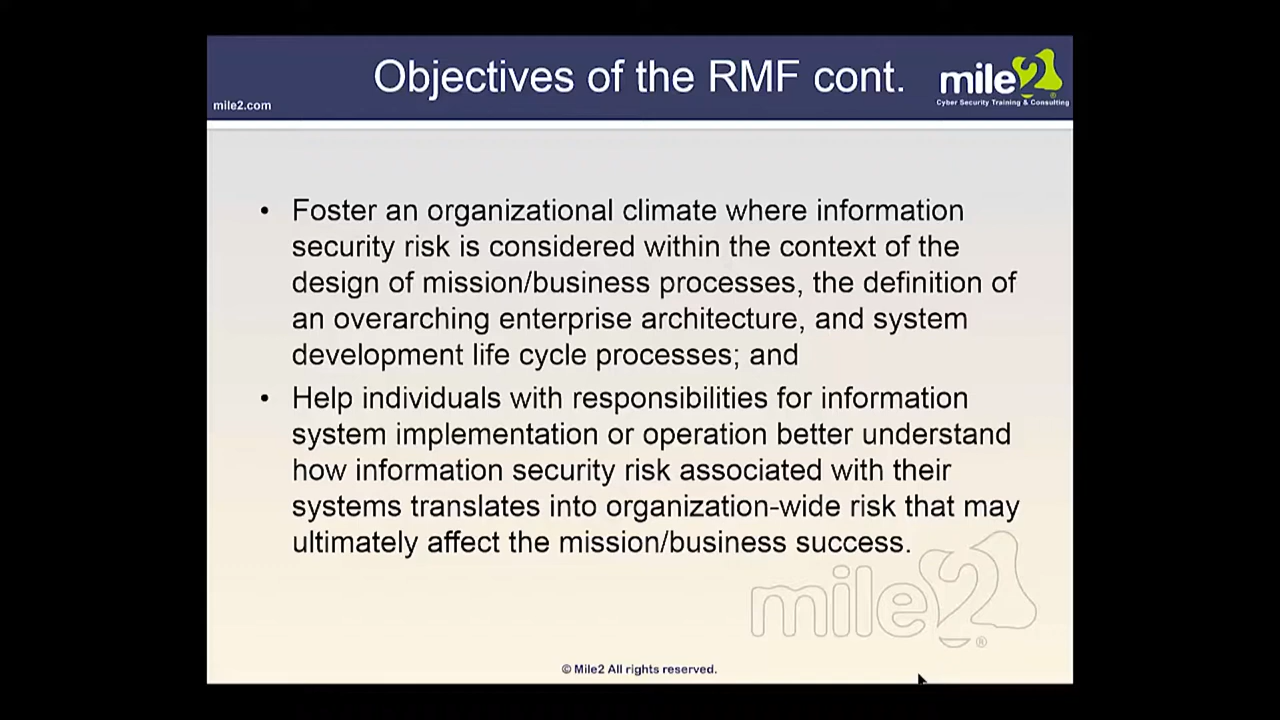 Objectives of the RMF cont.
mile2
Cyber Security Training & Consulting
mile2.com
• Foster an organizational climate where information
security risk is considered within the context of the
design of mission/business processes, the definition of
an overarching enterprise architecture, and system
development life cycle processes; and
• Help individuals with responsibilities for information
system implementation or operation better understand
how information security risk associated with their
systems translates into organization-wide risk that may
ultimately affect the mission/business success.
mile2®
© Mile2 All rights reserved.